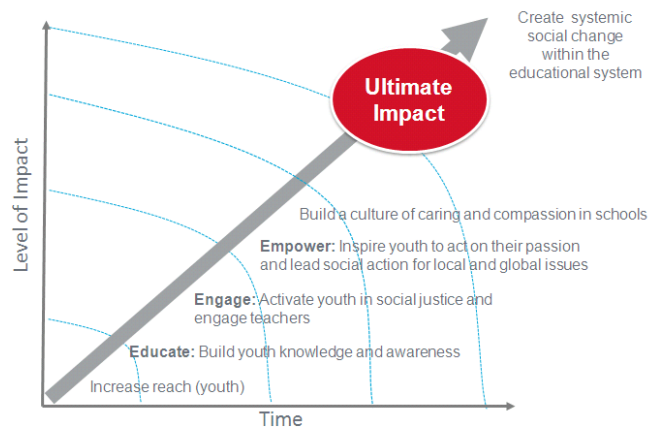 Create systemic
social change
within the
educational system
Ultimate
Impact
Level of Impact
Build a culture of caring and compassion in schools
Empower: Inspire youth to act on their passion
and lead social action for local and global issues
Engage: Activate youth in social justice and
engage teachers
Educate: Build youth knowledge and awareness
Increase reach (youth)
Time